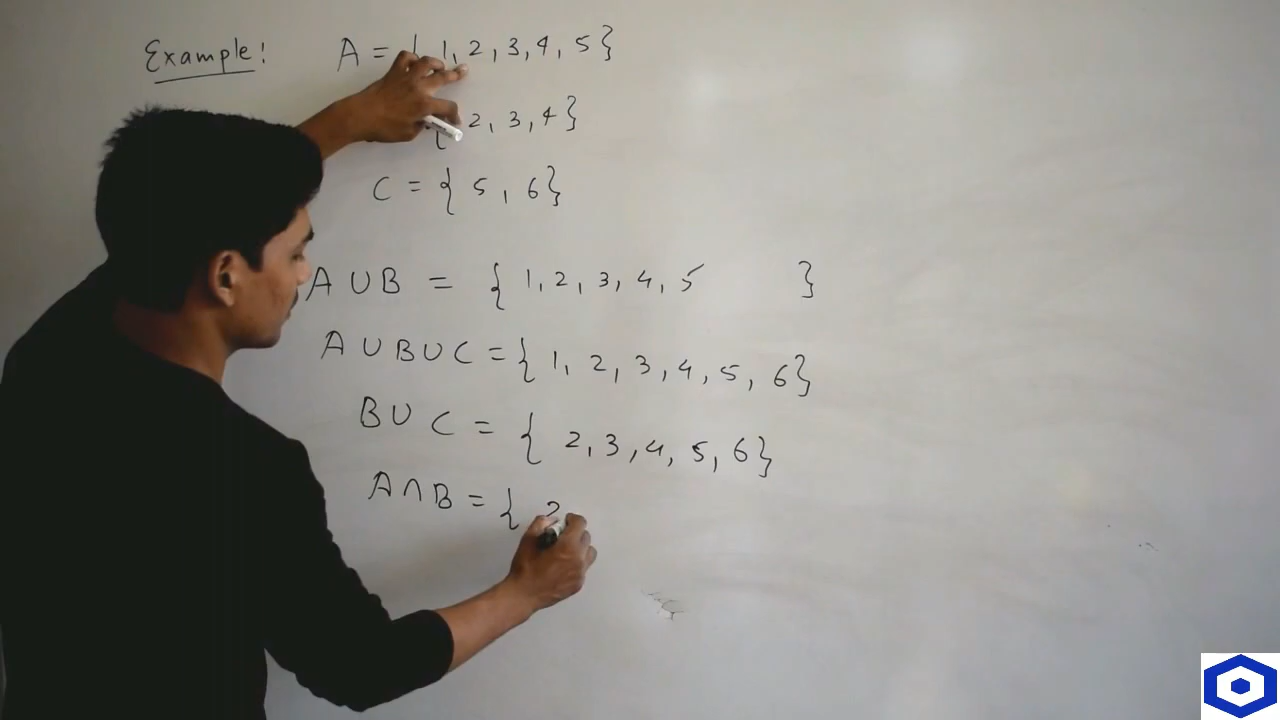 Example! A = { 1, 2, 3, 4, 5 }
{ 2, 3, 4 }
C = { 5, 6 }
A ∪ B = { 1, 2, 3, 4, 5 }
A ∪ B ∪ C = { 1, 2, 3, 4, 5, 6 }
B ∪ C = { 2, 3, 4, 5, 6 }
A ∩ B = { 2